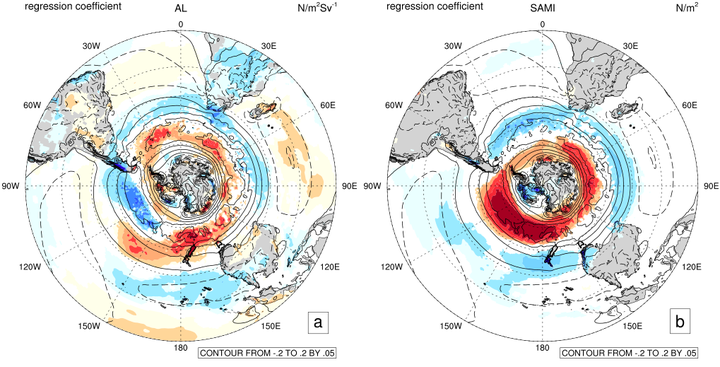 regression coefficient AL N/m²Sv⁻¹
0
30W 30E
60W 60E
90W 90E
120W 120E
150W 150E
180
a
CONTOUR FROM -.2 TO .2 BY .05
regression coefficient SAMI N/m²
0
30W 30E
60W 60E
90W 90E
120W 120E
150W 150E
180
b
CONTOUR FROM -.2 TO .2 BY .05